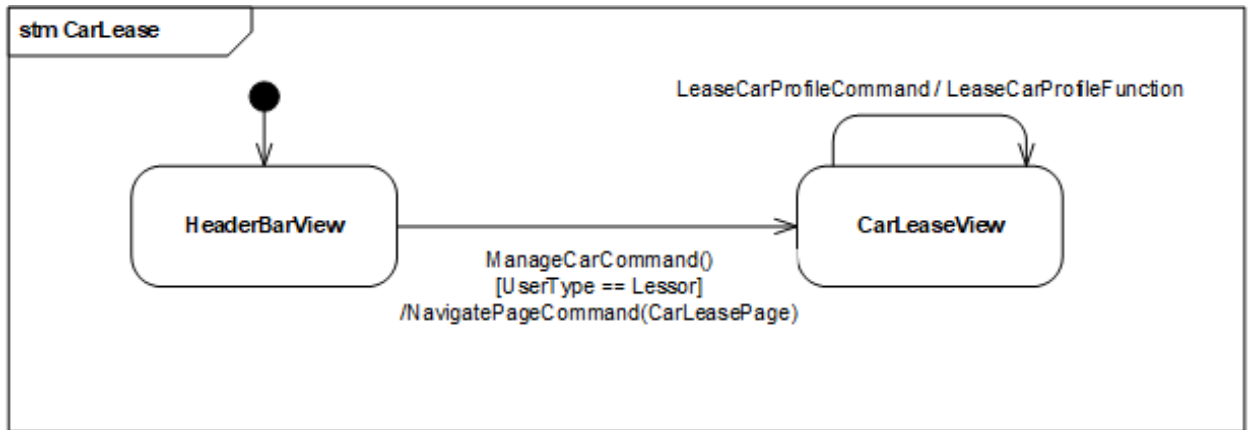 stm CarLease
LeaseCarProfileCommand / LeaseCarProfileFunction
HeaderBarView
CarLeaseView
ManageCarCommand()
[UserType == Lessor]
/NavigatePageCommand(CarLeasePage)